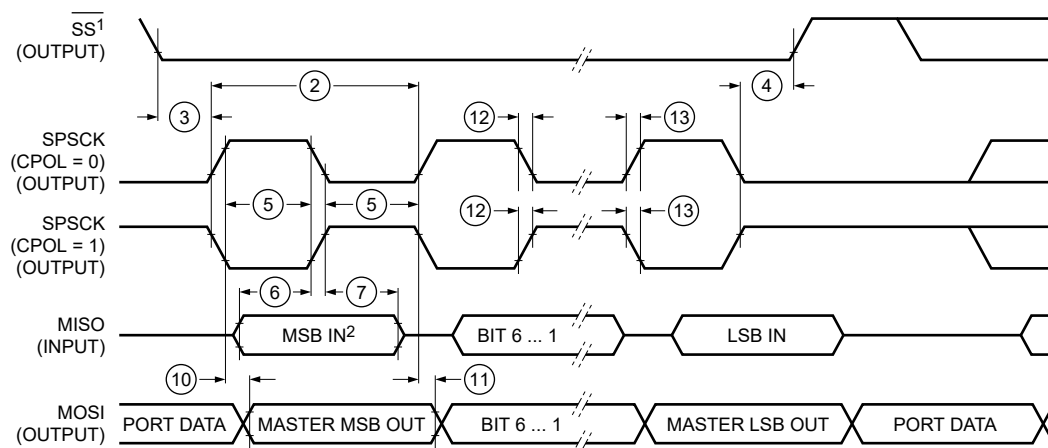 SS1
(OUTPUT)
2
3
4
SPSCK
(CPOL = 0)
(OUTPUT)
12
13
5
5
SPSCK
(CPOL = 1)
(OUTPUT)
12
13
6
7
MISO
(INPUT)
MSB IN2
BIT 6 ... 1
LSB IN
10
11
MOSI
(OUTPUT)
PORT DATA
MASTER MSB OUT
BIT 6 ... 1
MASTER LSB OUT
PORT DATA